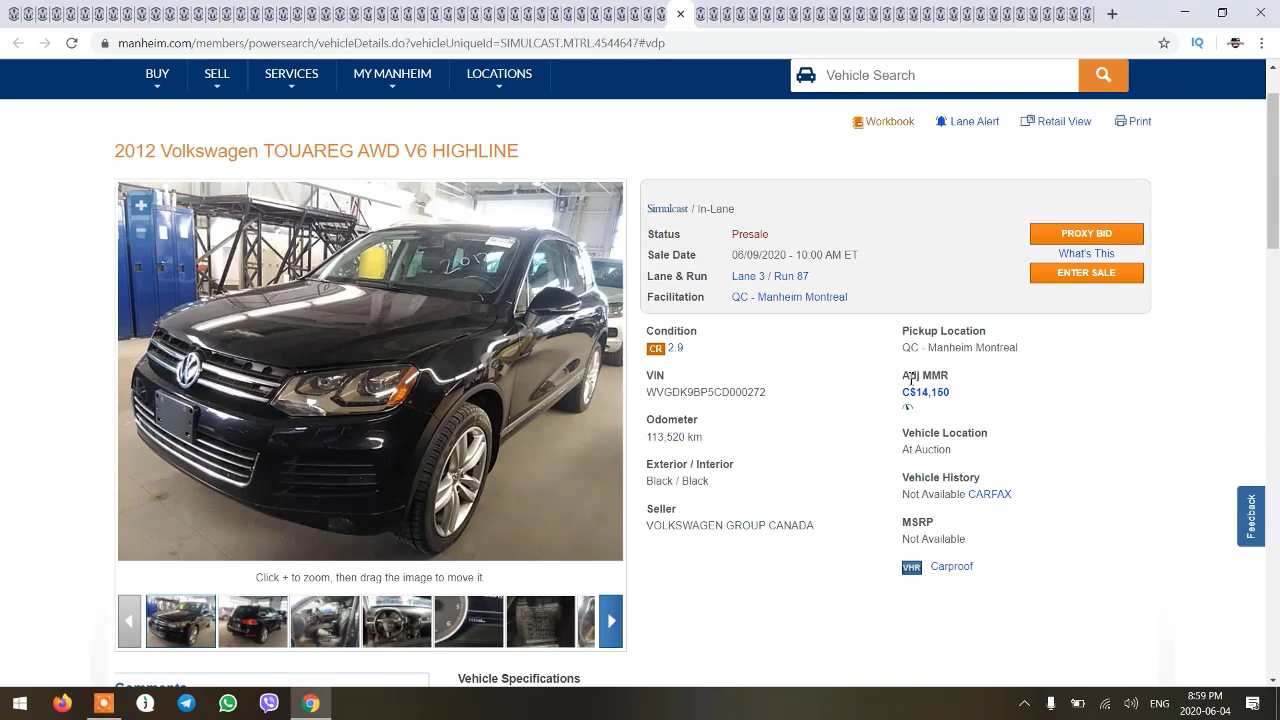 manheim.com/members/powersearch/vehicleDetails.do?vehicleUniqueId=SIMULCAST.MTRL.4544647#vdp
BUY
SELL
SERVICES
MY MANHEIM
LOCATIONS
Vehicle Search
Workbook
Lane Alert
Retail View
Print
2012 Volkswagen TOUAREG AWD V6 HIGHLINE
Simulcast / In-Lane
Status Presale
Sale Date 06/09/2020 - 10:00 AM ET
Lane & Run Lane 3 / Run 87
Facilitation QC - Manheim Montreal
PROXY BID
What's This
ENTER SALE
Condition
CR 2.9
VIN
WVGDK9BP5CD000272
Odometer
113,520 km
Exterior / Interior
Black / Black
Seller
VOLKSWAGEN GROUP CANADA
Pickup Location
QC - Manheim Montreal
Adj MMR
C$14,150
Vehicle Location
At Auction
Vehicle History
Not Available CARFAX
MSRP
Not Available
VHR Carproof
Feedback
2012
Click + to zoom, then drag the image to move it.
Comments
Vehicle Specifications
ENG
8:59 PM
2020-06-04